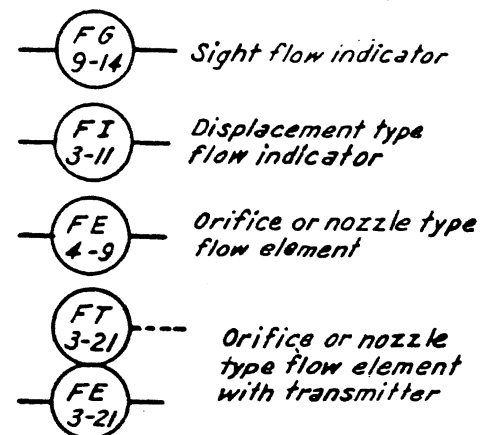 FG
9-14
Sight flow indicator
FI
3-11
Displacement type
flow indicator
FE
4-9
Orifice or nozzle type
flow element
FT
3-21
FE
3-21
Orifice or nozzle
type flow element
with transmitter